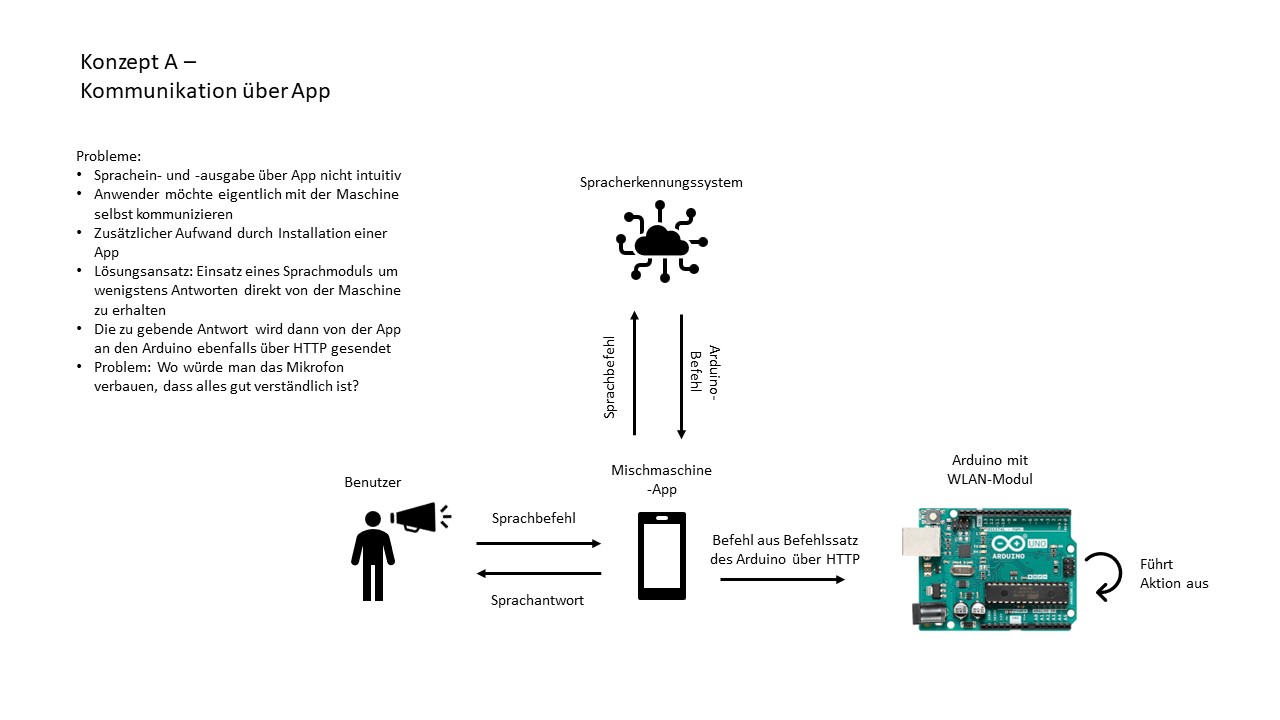 Konzept A –
Kommunikation über App
Probleme:
• Sprachein- und -ausgabe über App nicht intuitiv
• Anwender möchte eigentlich mit der Maschine
selbst kommunizieren
• Zusätzlicher Aufwand durch Installation einer
App
• Lösungsansatz: Einsatz eines Sprachmoduls um
wenigstens Antworten direkt von der Maschine
zu erhalten
• Die zu gebende Antwort wird dann von der App
an den Arduino ebenfalls über HTTP gesendet
• Problem: Wo würde man das Mikrofon
verbauen, dass alles gut verständlich ist?
Spracherkennungssystem
Sprachbefehl
Arduino-
Befehl
Mischmaschine
-App
Benutzer
Sprachbefehl
Sprachantwort
Befehl aus Befehlssatz
des Arduino über HTTP
Arduino mit
WLAN-Modul
UNO
ARDUINO
Führt
Aktion aus